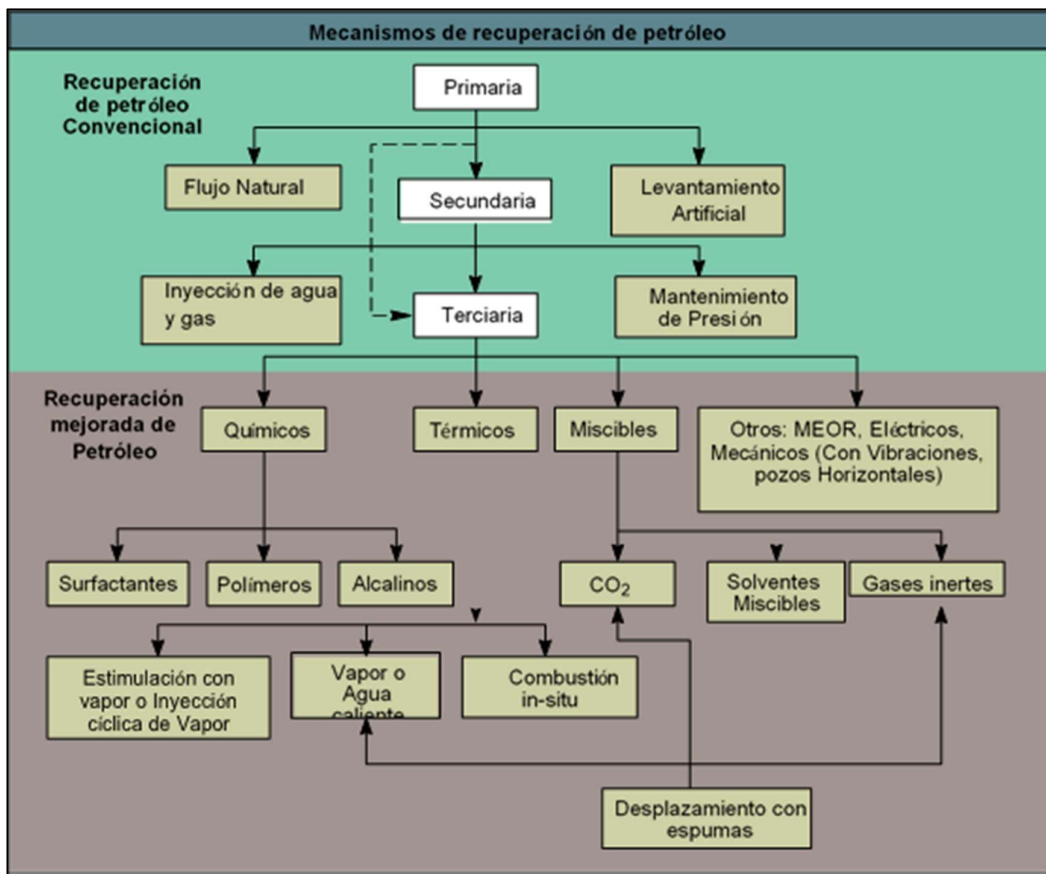 Mecanismos de recuperación de petróleo
Recuperación
de petróleo
Convencional
Primaria
Flujo Natural
Secundaria
Levantamiento
Artificial
Inyección de agua
y gas
Terciaria
Mantenimiento
de Presión
Recuperación
mejorada de
Petróleo
Químicos
Térmicos
Miscibles
Otros: MEOR, Eléctricos,
Mecánicos (Con Vibraciones,
pozos Horizontales)
Surfactantes
Polímeros
Alcalinos
CO₂
Solventes
Miscibles
Gases inertes
Estimulación con
vapor o Inyección
cíclica de Vapor
Vapor o
Agua
caliente
Combustión
in-situ
Desplazamiento con
espumas